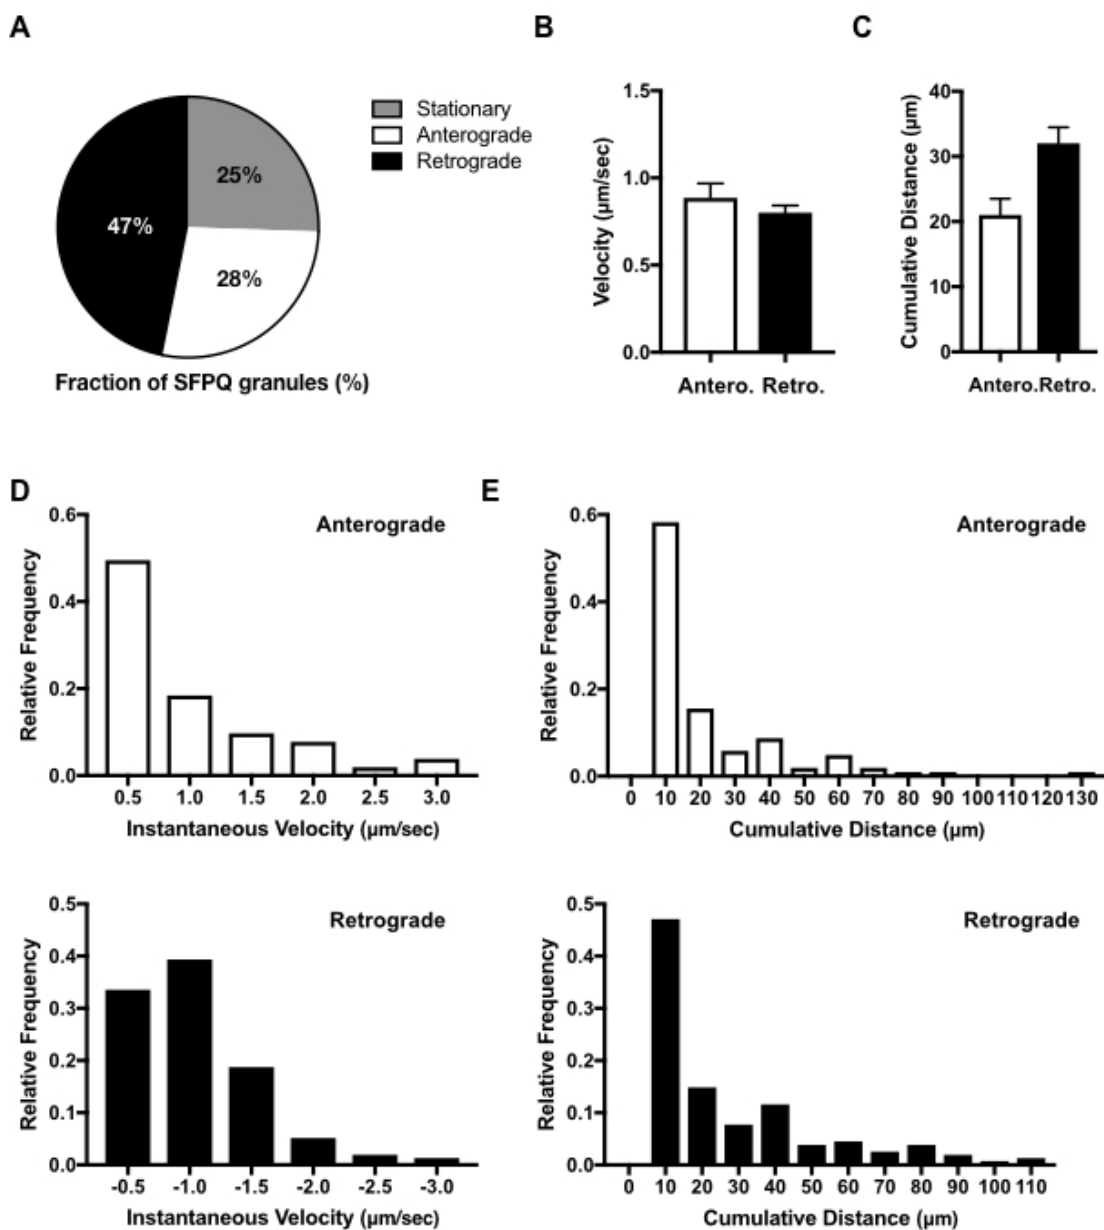 A
B
C
Stationary
Anterograde
Retrograde
25%
47%
28%
Fraction of SFPQ granules (%)
Velocity (µm/sec)
1.5
1.0
0.5
0.0
Antero. Retro.
Cumulative Distance (µm)
40
30
20
10
0
Antero.Retro.
D
Anterograde
Relative Frequency
0.6
0.4
0.2
0.0
0.5 1.0 1.5 2.0 2.5 3.0
Instantaneous Velocity (µm/sec)
E
Anterograde
Relative Frequency
0.6
0.4
0.2
0.0
0 10 20 30 40 50 60 70 80 90 100 110 120 130
Cumulative Distance (µm)
Retrograde
Relative Frequency
0.5
0.4
0.3
0.2
0.1
0.0
-0.5 -1.0 -1.5 -2.0 -2.5 -3.0
Instantaneous Velocity (µm/sec)
Retrograde
Relative Frequency
0.5
0.4
0.3
0.2
0.1
0.0
0 10 20 30 40 50 60 70 80 90 100 110
Cumulative Distance (µm)